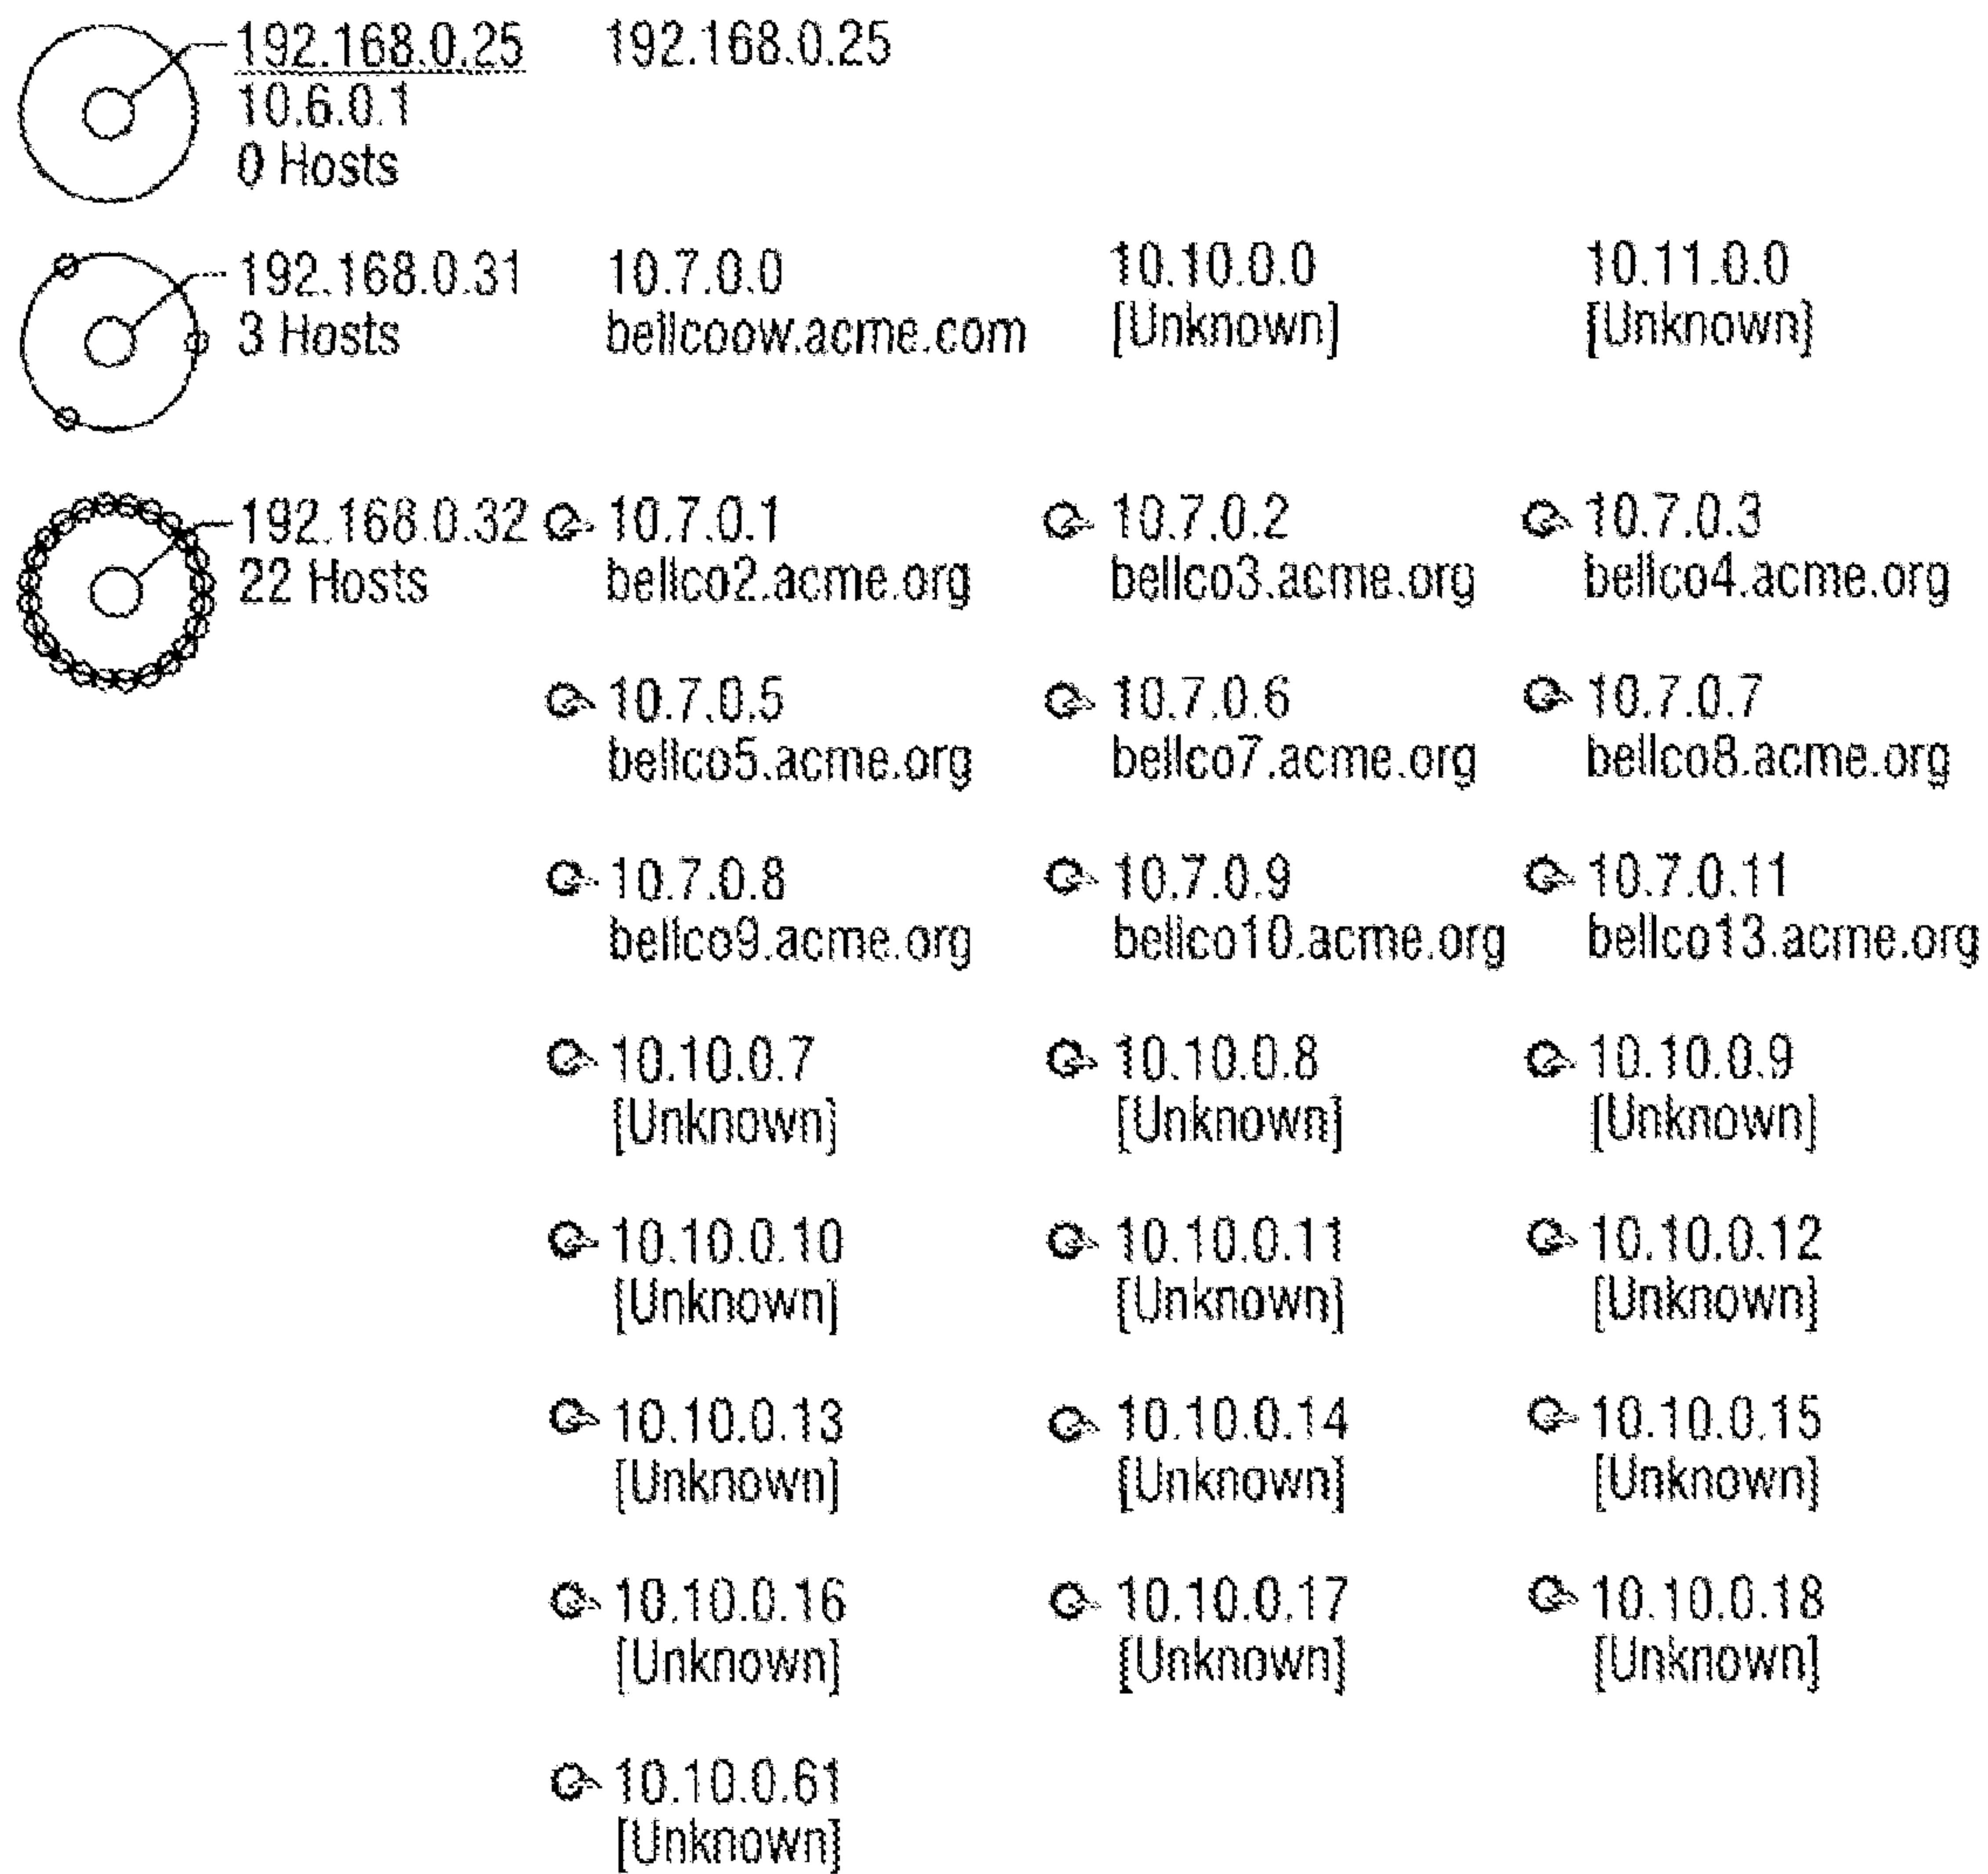 192.168.0.25 192.168.0.25
10.6.0.1
0 Hosts
192.168.0.31 10.7.0.0 10.10.0.0 10.11.0.0
3 Hosts bellcoow.acme.com [Unknown] [Unknown]
192.168.0.32 10.7.0.1 10.7.0.2 10.7.0.3
22 Hosts bellco2.acme.org bellco3.acme.org bellco4.acme.org
10.7.0.5 10.7.0.6 10.7.0.7
bellco5.acme.org bellco7.acme.org bellco8.acme.org
10.7.0.8 10.7.0.9 10.7.0.11
bellco9.acme.org bellco10.acme.org bellco13.acme.org
10.10.0.7 10.10.0.8 10.10.0.9
[Unknown] [Unknown] [Unknown]
10.10.0.10 10.10.0.11 10.10.0.12
[Unknown] [Unknown] [Unknown]
10.10.0.13 10.10.0.14 10.10.0.15
[Unknown] [Unknown] [Unknown]
10.10.0.16 10.10.0.17 10.10.0.18
[Unknown] [Unknown] [Unknown]
10.10.0.61
[Unknown]